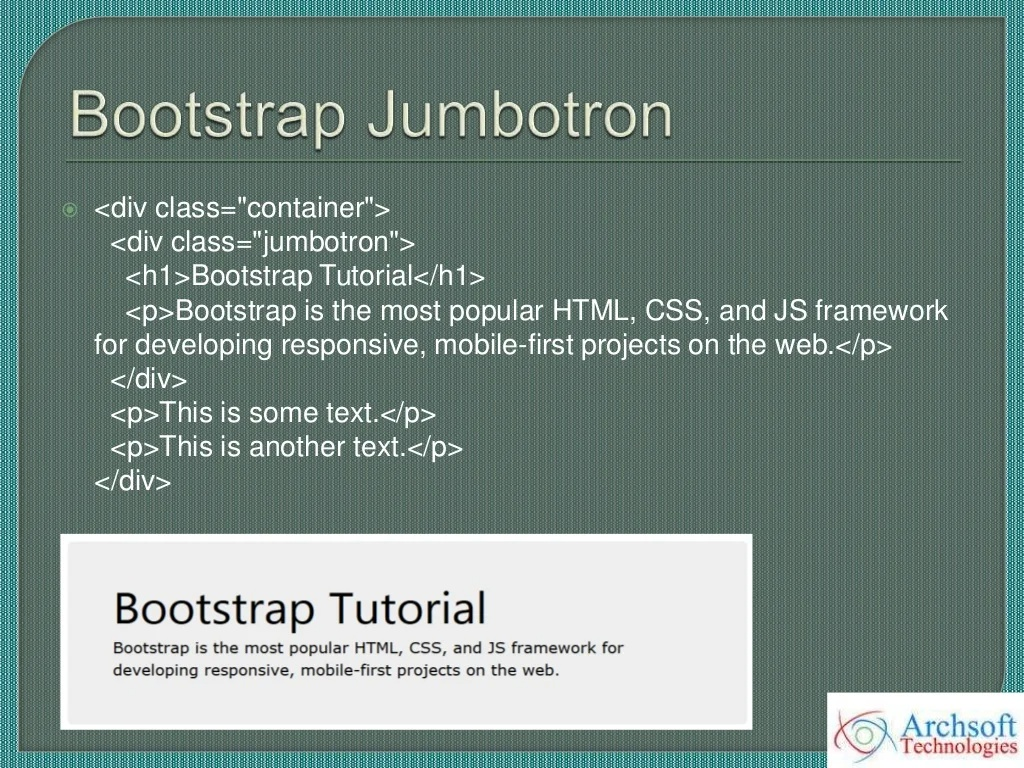 Bootstrap Jumbotron
<div class="container">
<div class="jumbotron">
<h1>Bootstrap Tutorial</h1>
<p>Bootstrap is the most popular HTML, CSS, and JS framework
for developing responsive, mobile-first projects on the web.</p>
</div>
<p>This is some text.</p>
<p>This is another text.</p>
</div>
Bootstrap Tutorial
Bootstrap is the most popular HTML, CSS, and JS framework for
developing responsive, mobile-first projects on the web.
Archsoft
Technologies